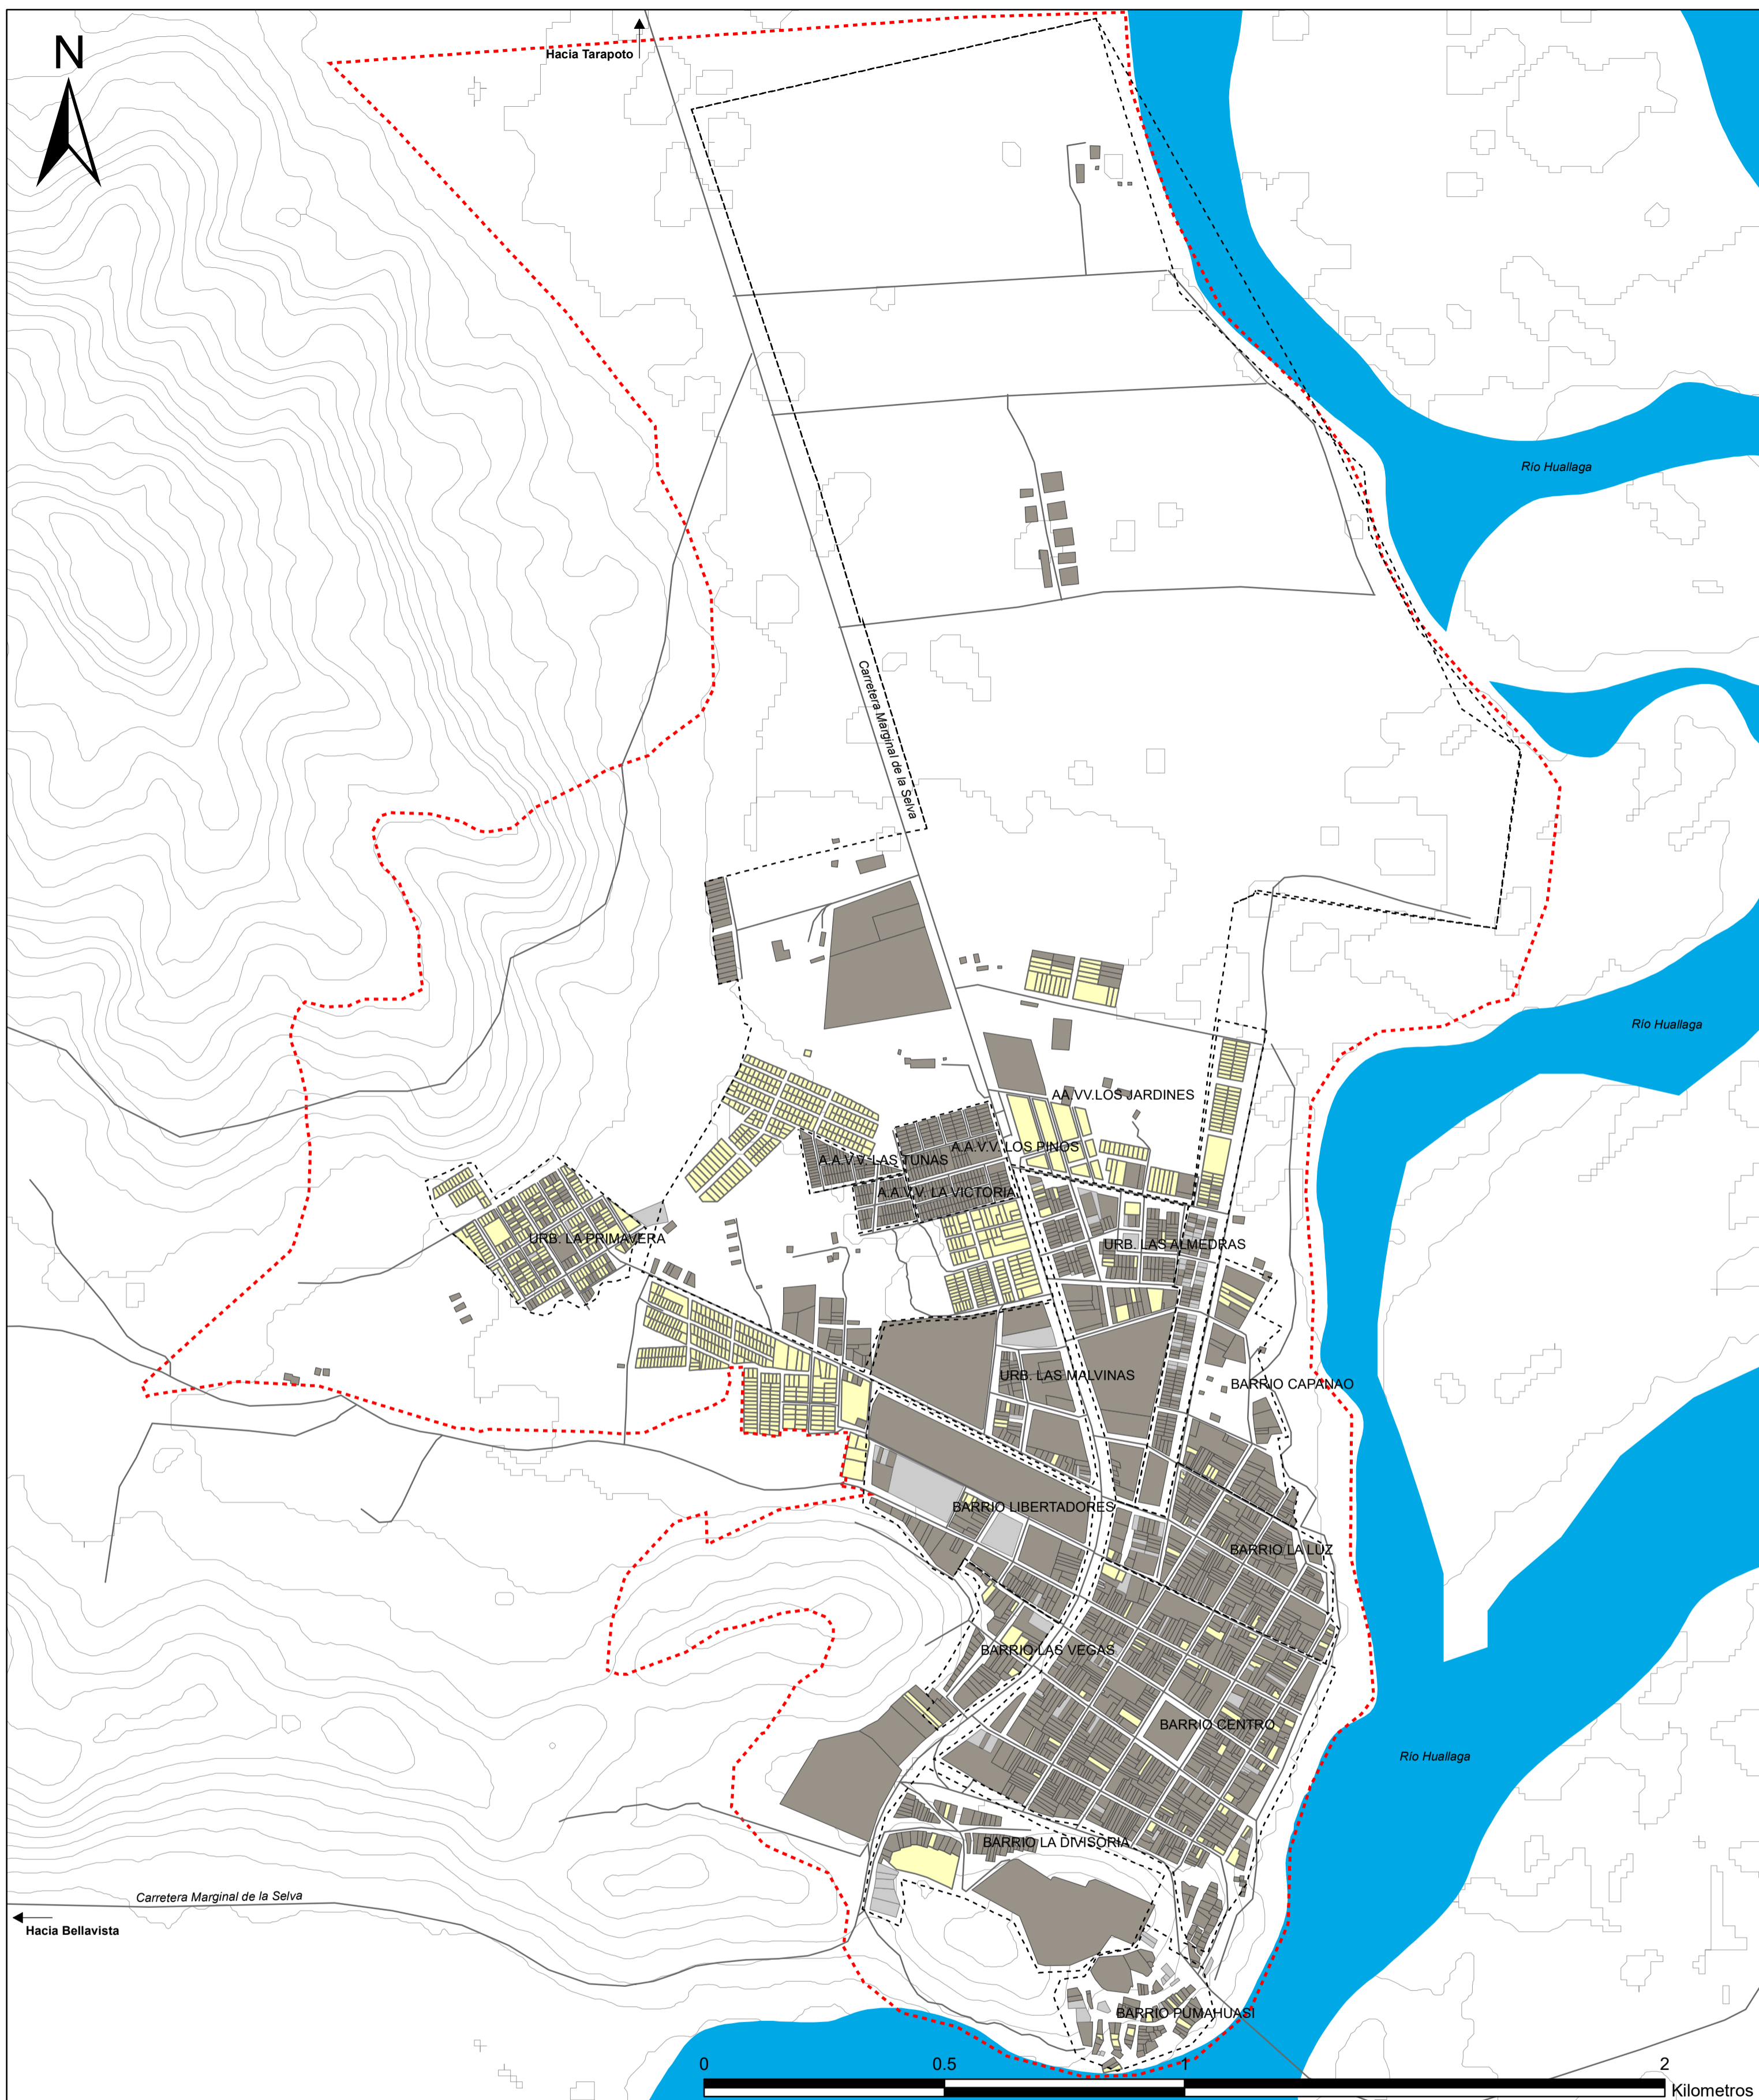 N
Hacia Tarapoto
Río Huallaga
Carretera Marginal de la Selva
Río Huallaga
AA.VV.LOS JARDINES
A.A.V.V. LOS PINOS
A.A.V.V. LAS TUNAS
A.A.V.V. LA VICTORIA
URB. LA PRIMAVERA
URB. LAS ALMEDRAS
URB. LAS MALVINAS
BARRIO CAPANAO
BARRIO LIBERTADORES
BARRIO LA LUZ
BARRIO LAS VEGAS
BARRIO CENTRO
Río Huallaga
BARRIO LA DIVISORIA
Carretera Marginal de la Selva
Hacia Bellavista
BARRIO PUMAHUASI
0 0.5 1 2
Kilometros